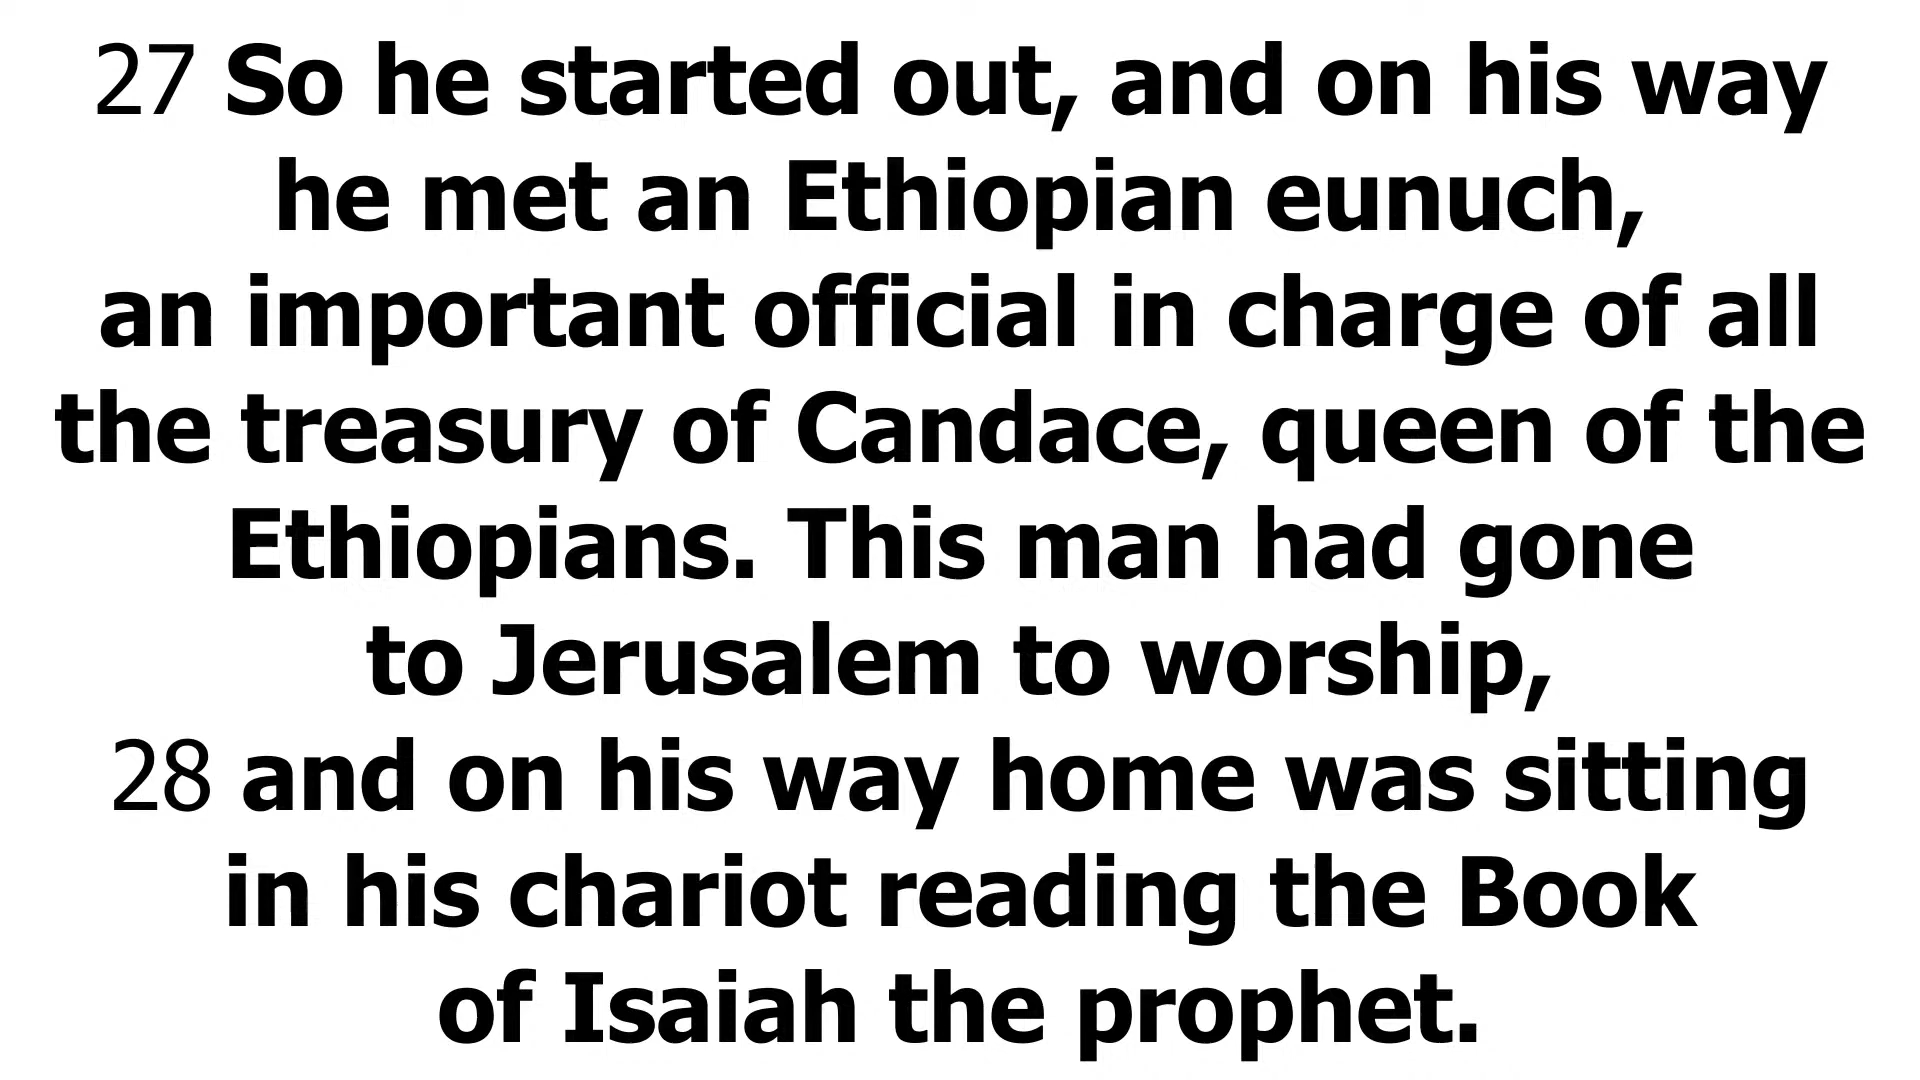 27 So he started out, and on his way
he met an Ethiopian eunuch,
an important official in charge of all
the treasury of Candace, queen of the
Ethiopians. This man had gone
to Jerusalem to worship,
28 and on his way home was sitting
in his chariot reading the Book
of Isaiah the prophet.